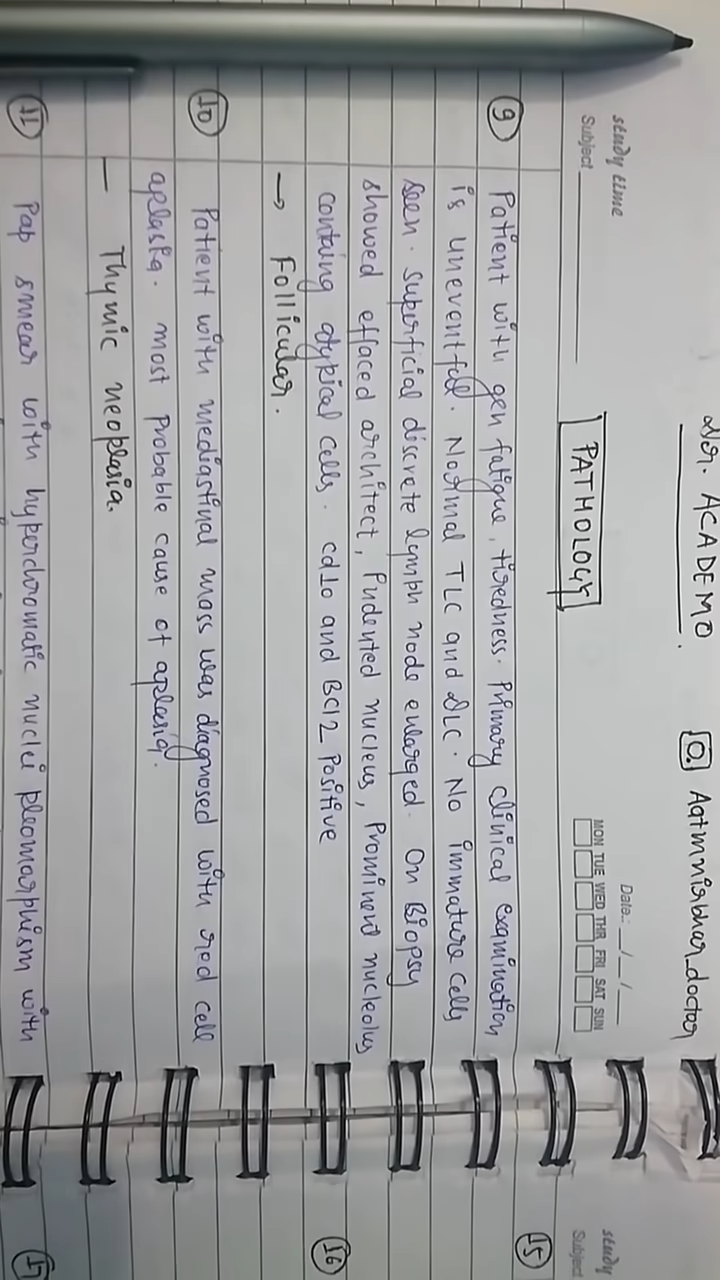 Dr. ACADEMO
Aatmnirbhar_doctor
study time
Subject
PATHOLOGY
Date.: __/__/__
MON TUE WED THR FRI SAT SUN
9 Patient with gen fatigue, tiredness. Primary clinical examination
is uneventful. Normal TLC and DLC. No immature cells
seen. superficial discrete lymph node enlarged. On Biopsy
showed effaced architect, Indented nucleus, Prominent nucleolus
containg atypical cells. cd10 and BCl2 Positive
→ Follicular.
10 Patient with mediastinal mass was diagnosed with red cell
aplasia. most probable cause of aplasia.
— Thymic neoplasia.
11 Pap smear with hyperchromatic nuclei pleomorphism with
study
Subject
15
16